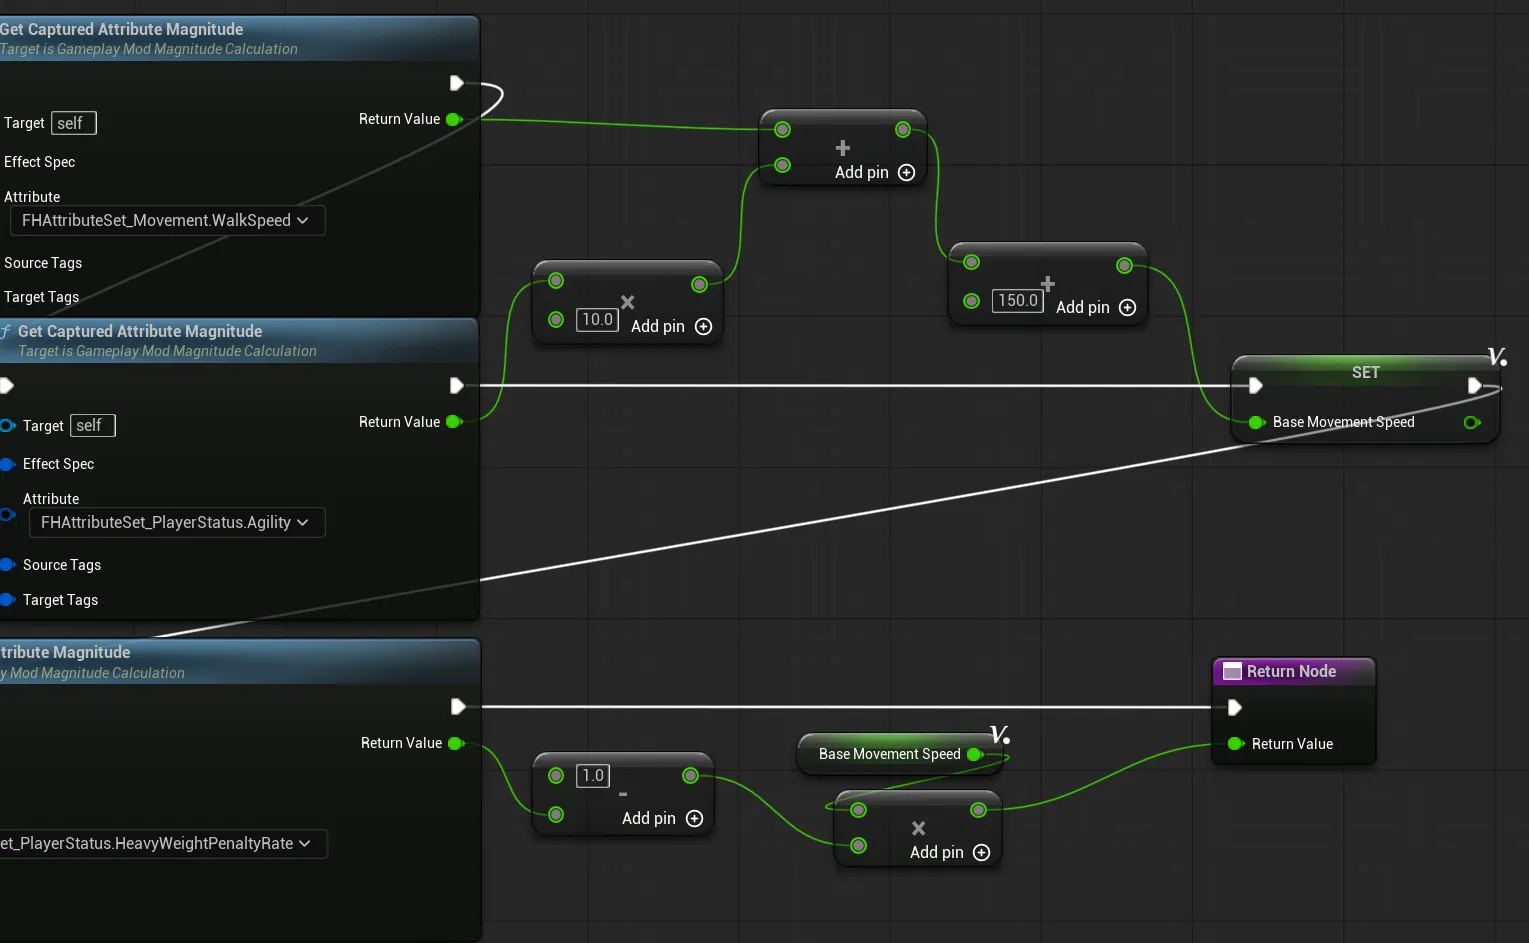 Get Captured Attribute Magnitude
Target is Gameplay Mod Magnitude Calculation
Return Value
Target self
Effect Spec
Attribute
FHAttributeSet_Movement.WalkSpeed
Source Tags
Target Tags
+
Add pin
×
10.0
Add pin
+
150.0
Add pin
f Get Captured Attribute Magnitude
Target is Gameplay Mod Magnitude Calculation
Return Value
Target self
Effect Spec
Attribute
FHAttributeSet_PlayerStatus.Agility
Source Tags
Target Tags
V.
SET
Base Movement Speed
tribute Magnitude
y Mod Magnitude Calculation
Return Value
et_PlayerStatus.HeavyWeightPenaltyRate
1.0
-
Add pin
V.
Base Movement Speed
×
Add pin
Return Node
Return Value